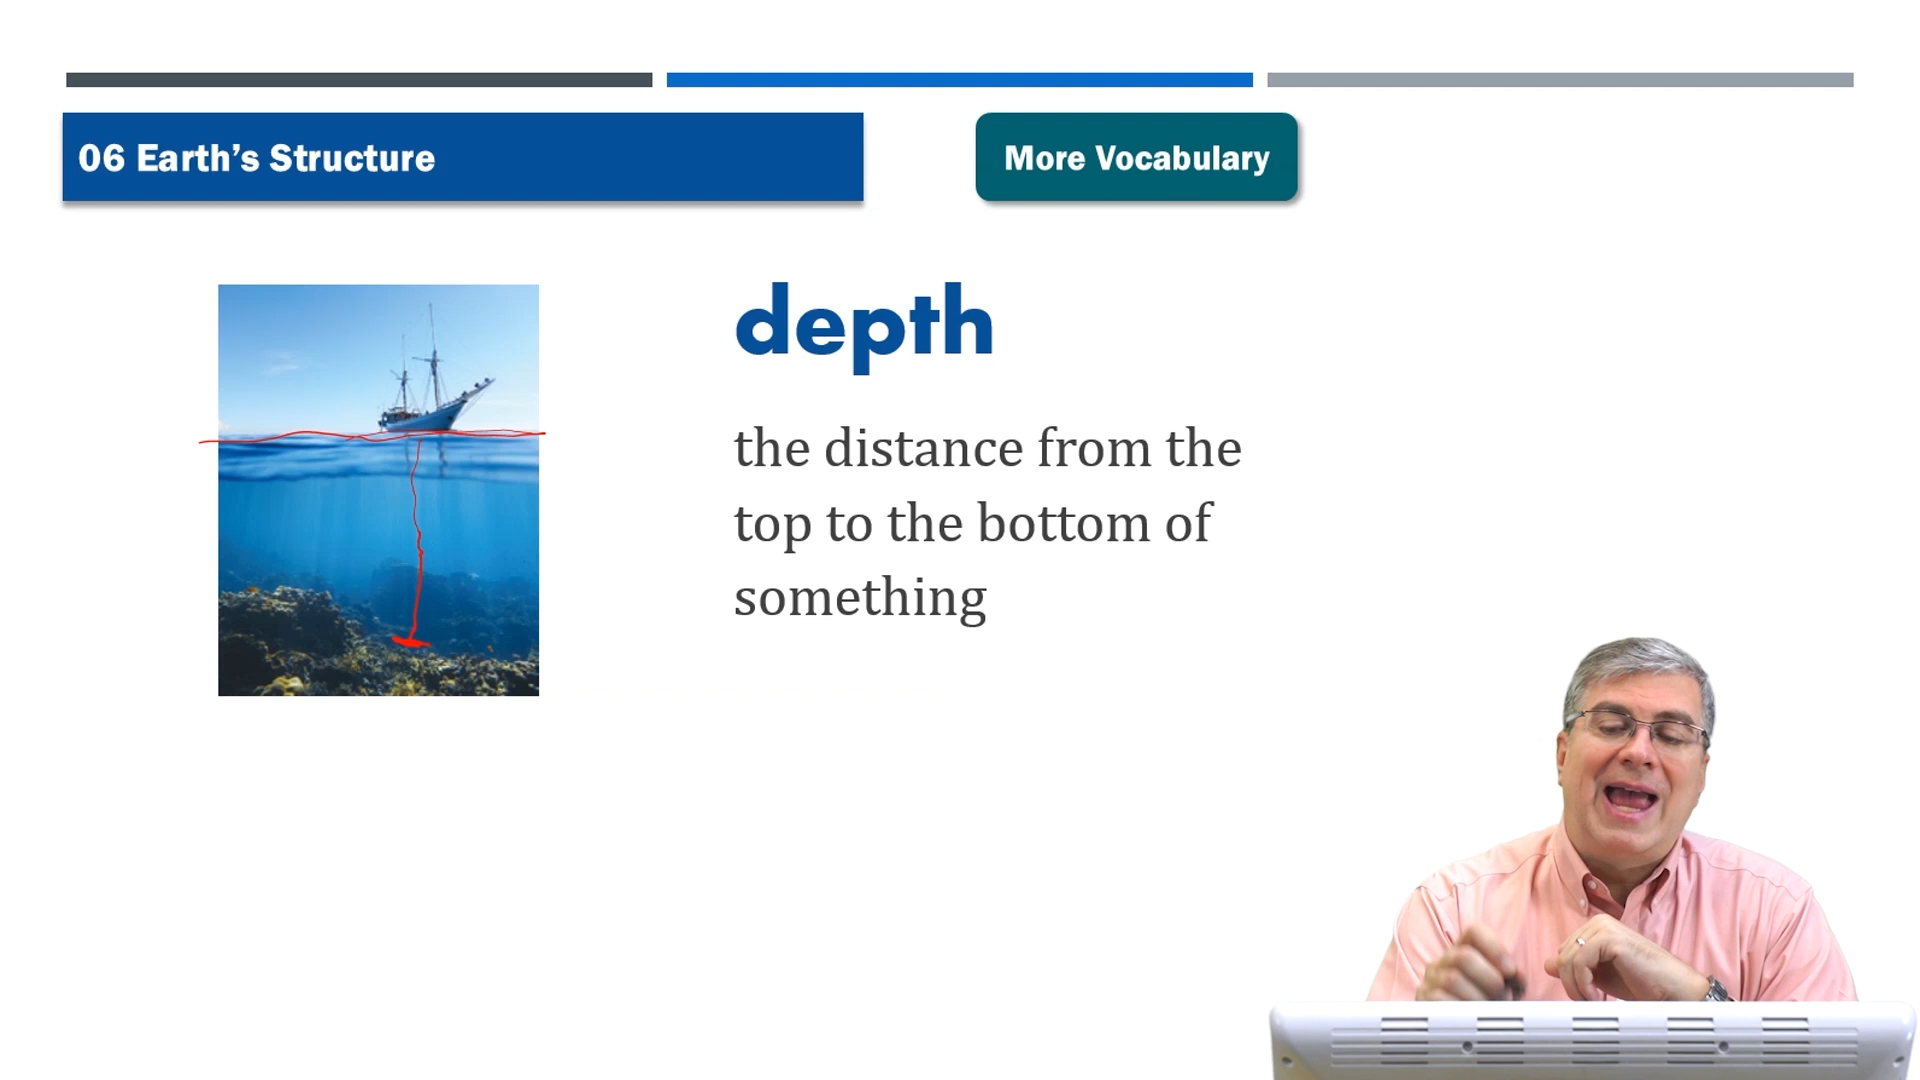 06 Earth’s Structure
More Vocabulary
depth
the distance from the
top to the bottom of
something